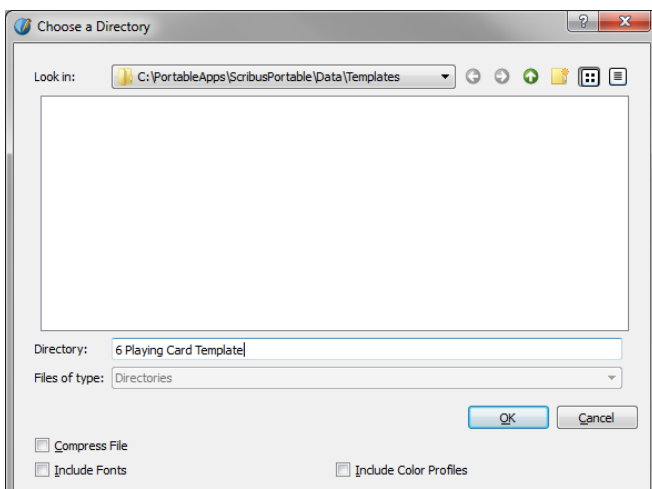 Choose a Directory
Look in: C:\PortableApps\ScribusPortable\Data\Templates
Directory: 6 Playing Card Template
Files of type: Directories
OK Cancel
Compress File
Include Fonts Include Color Profiles